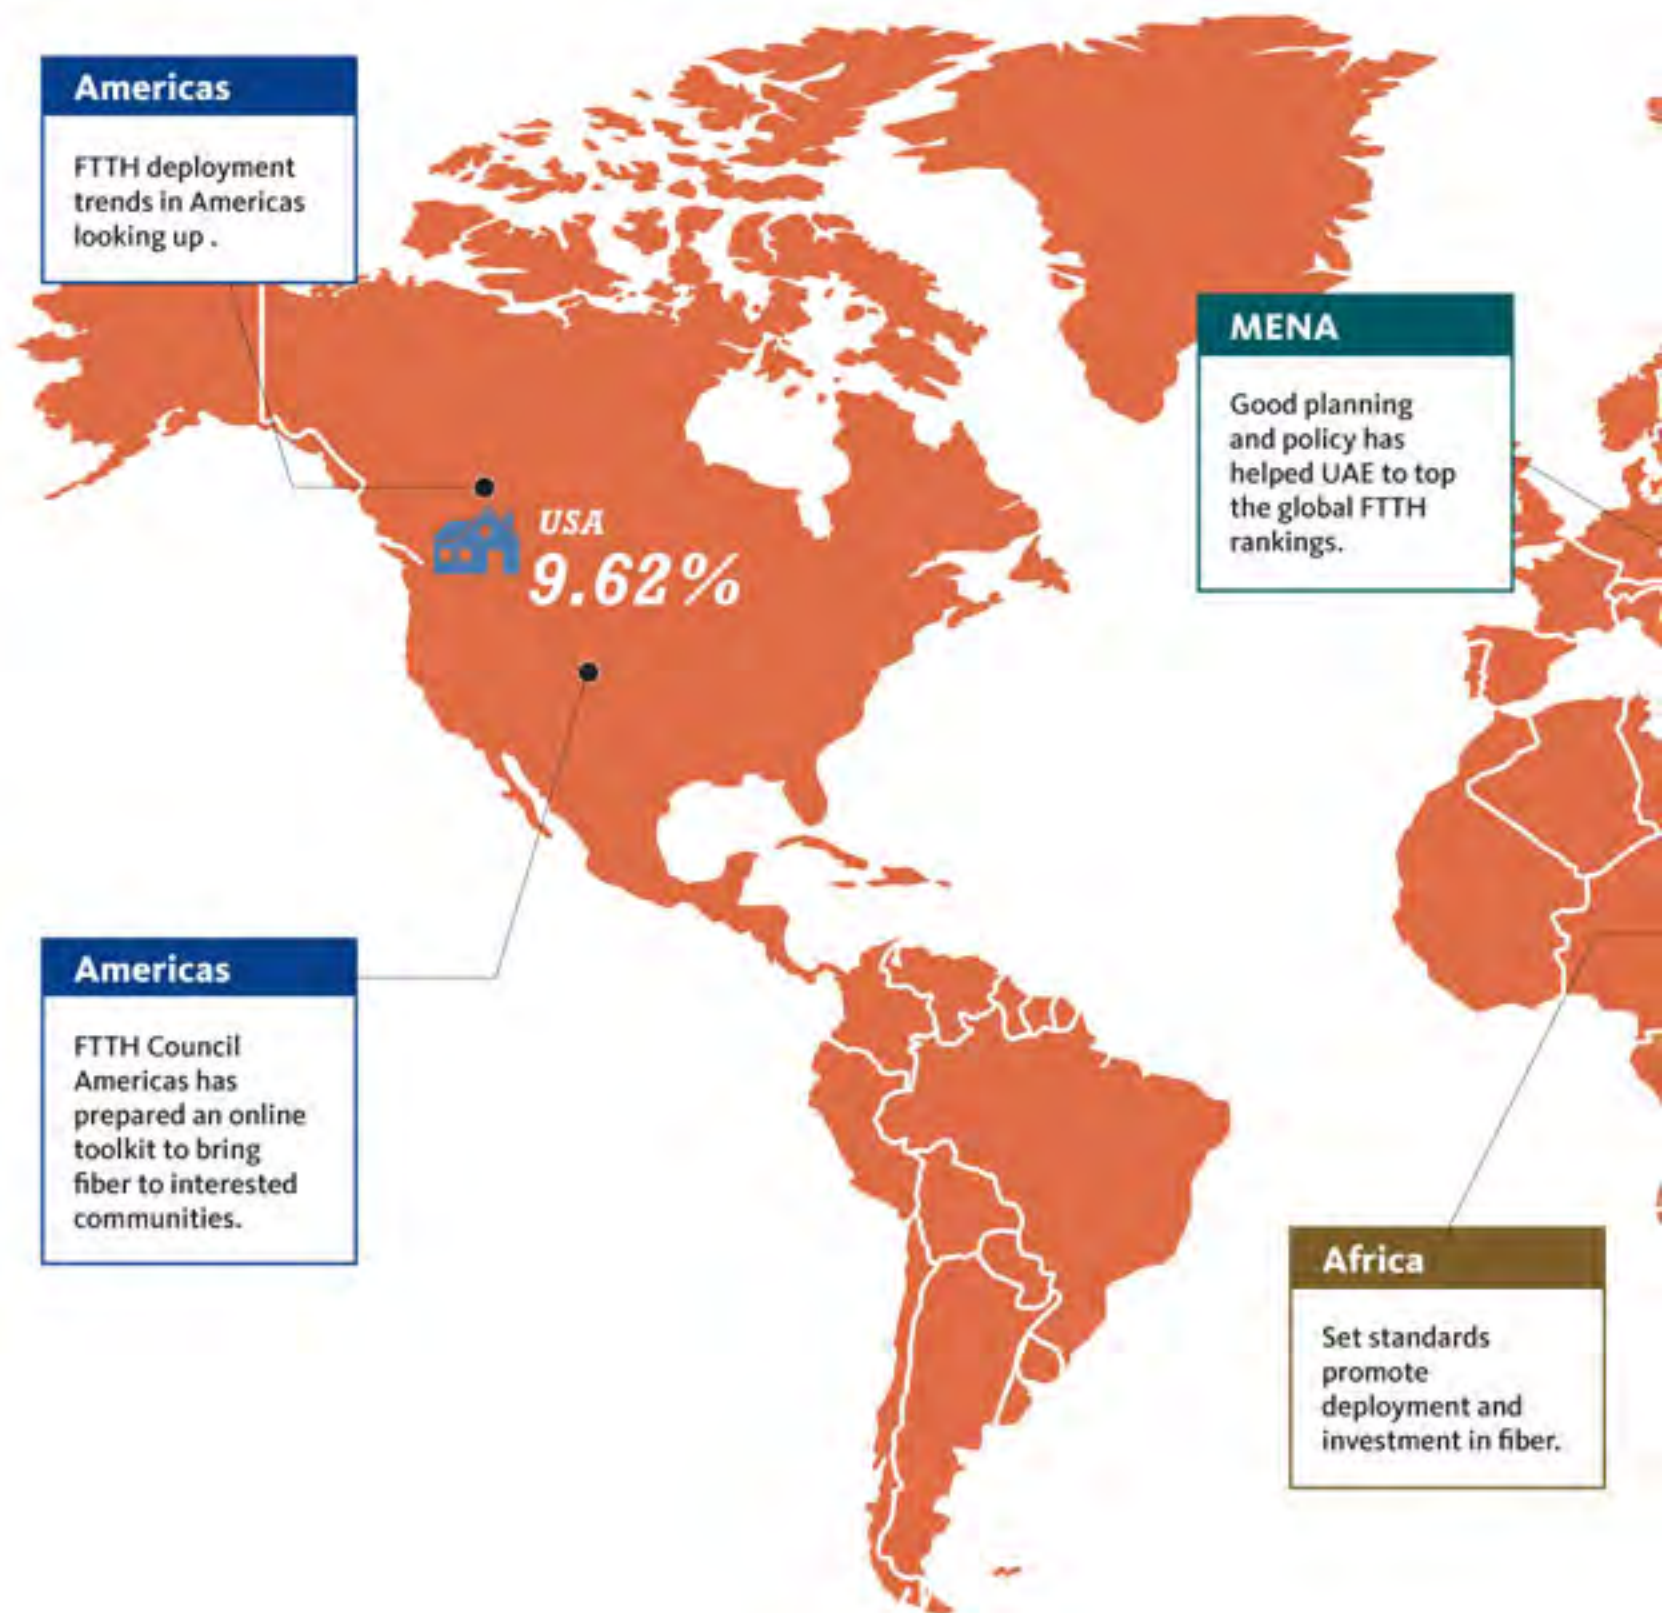 Americas
FTTH deployment
trends in Americas
looking up .
MENA
Good planning
and policy has
helped UAE to top
the global FTTH
rankings.
USA
9.62%
Americas
FTTH Council
Americas has
prepared an online
toolkit to bring
fiber to interested
communities.
Africa
Set standards
promote
deployment and
investment in fiber.